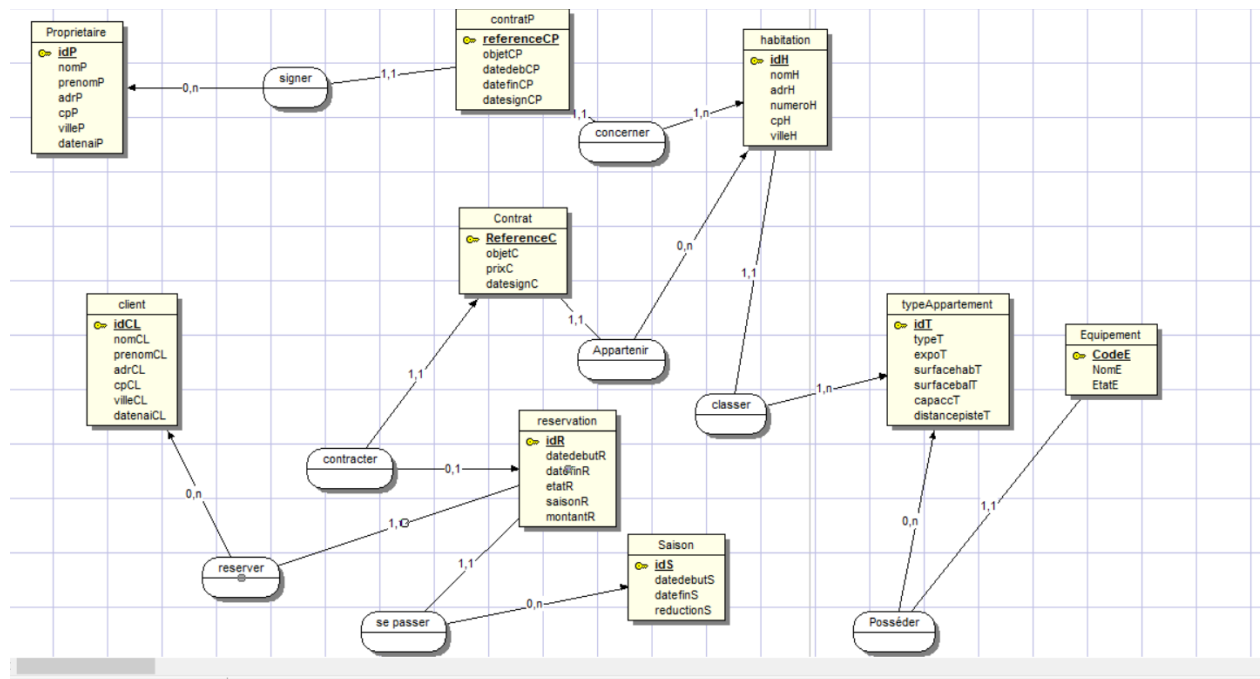 Proprietaire
idP
nomP
prenomP
adrP
cpP
villeP
datenaiP
0,n
signer
1,1
contratP
referenceCP
objetCP
datedebCP
datefinCP
datesignCP
1,1
concerner
1,n
habitation
idH
nomH
adrH
numeroH
cpH
villeH
Contrat
ReferenceC
objetC
prixC
datesignC
1,1
Appartenir
0,n
1,1
classer
1,n
client
idCL
nomCL
prenomCL
adrCL
cpCL
villeCL
datenaiCL
1,1
contracter
0,1
reservation
idR
datedebutR
datefinR
etatR
saisonR
montantR
typeAppartement
idT
typeT
expoT
surfacehabT
surfacebalT
capaccT
distancepisteT
Equipement
CodeE
NomE
EtatE
0,n
reserver
1,1
se passer
0,n
Saison
idS
datedebutS
datefinS
reductionS
0,n
1,1
Posséder